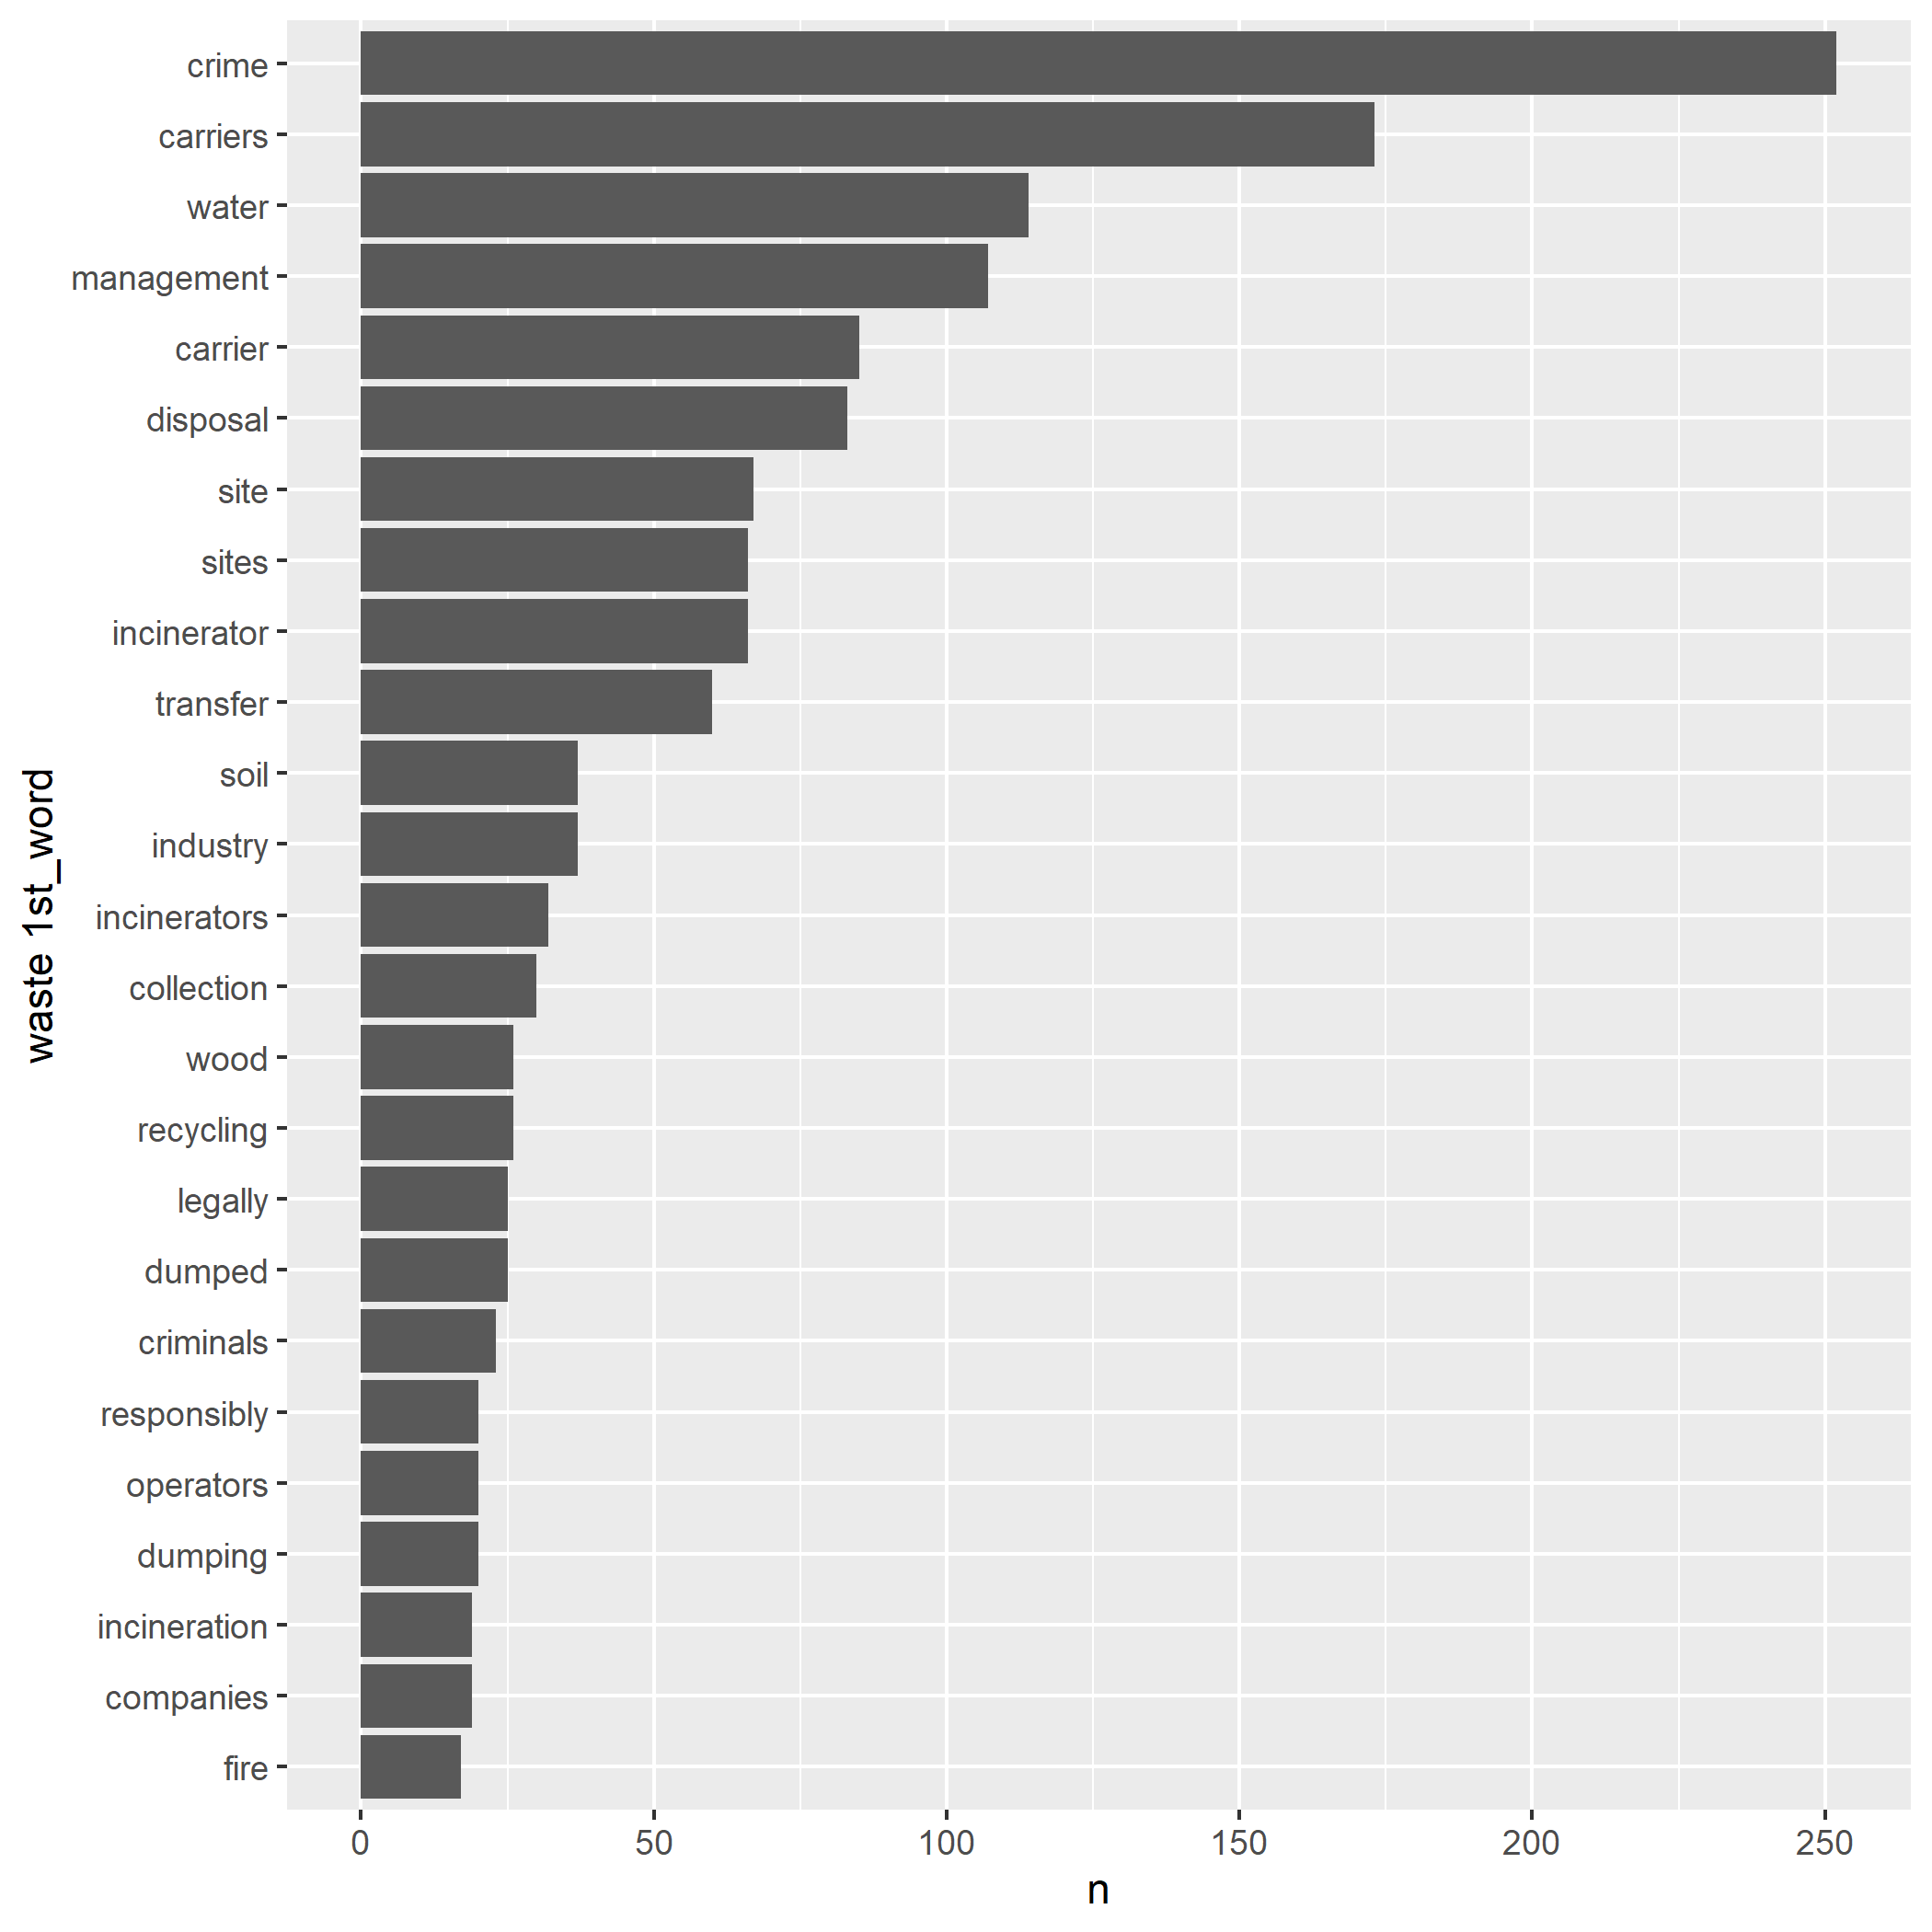 crime
carriers
water
management
carrier
disposal
site
sites
incinerator
transfer
soil
industry
incinerators
collection
wood
recycling
legally
dumped
criminals
responsibly
operators
dumping
incineration
companies
fire
waste 1st_word
0 50 100 150 200 250
n